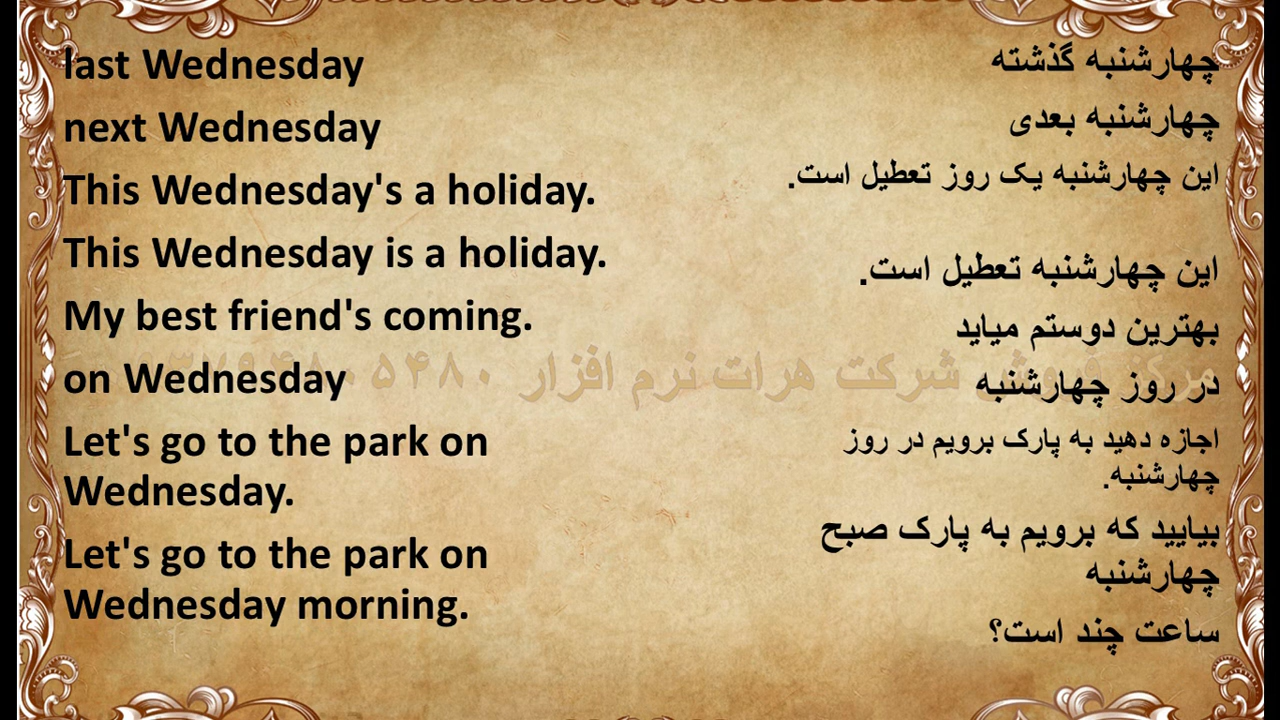 last Wednesday
next Wednesday
This Wednesday's a holiday.
This Wednesday is a holiday.
My best friend's coming.
on Wednesday
Let's go to the park on
Wednesday.
Let's go to the park on
Wednesday morning.
چهارشنبه گذشته
چهارشنبه بعدی
این چهارشنبه یک روز تعطیل است.
این چهارشنبه تعطیل است.
بهترین دوستم میاید
در روز چهارشنبه
اجازه دهید به پارک برویم در روز
چهارشنبه.
بیایید که برویم به پارک صبح
چهارشنبه
ساعت چند است؟
مرکز فروش شرکت هرات نرم افزار